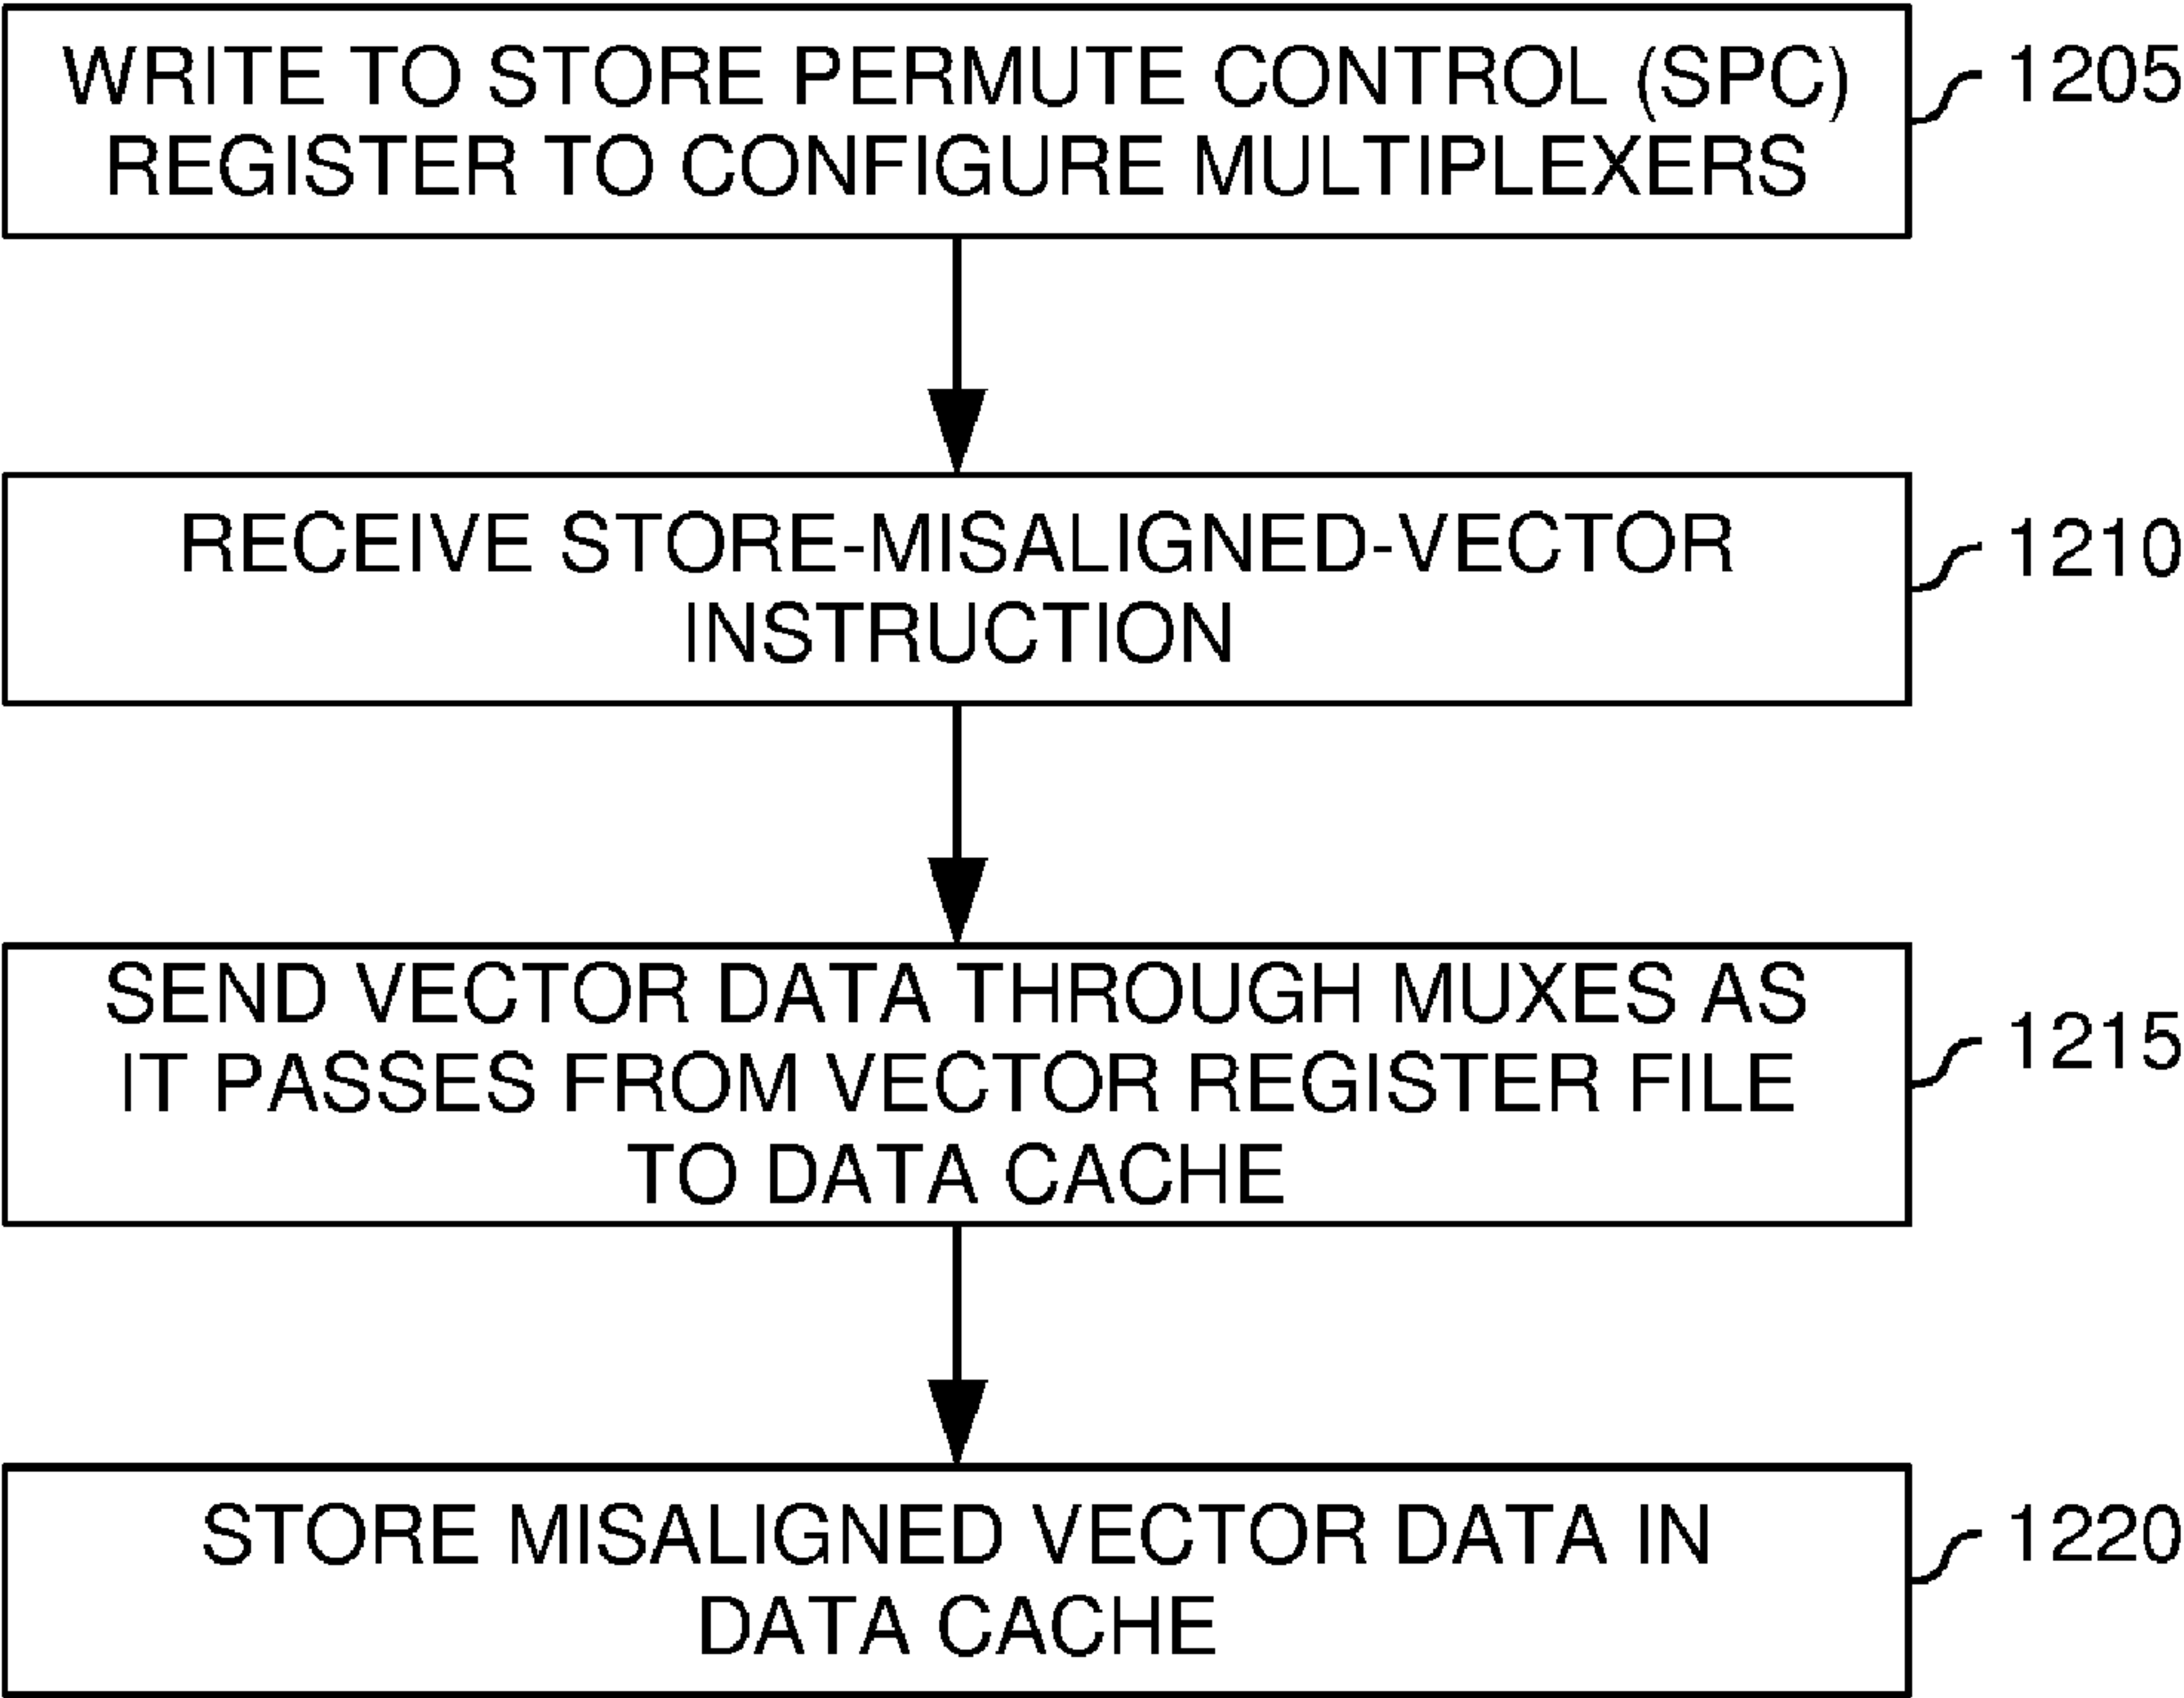 WRITE TO STORE PERMUTE CONTROL (SPC)
REGISTER TO CONFIGURE MULTIPLEXERS
1205
RECEIVE STORE-MISALIGNED-VECTOR
INSTRUCTION
1210
SEND VECTOR DATA THROUGH MUXES AS
IT PASSES FROM VECTOR REGISTER FILE
TO DATA CACHE
1215
STORE MISALIGNED VECTOR DATA IN
DATA CACHE
1220